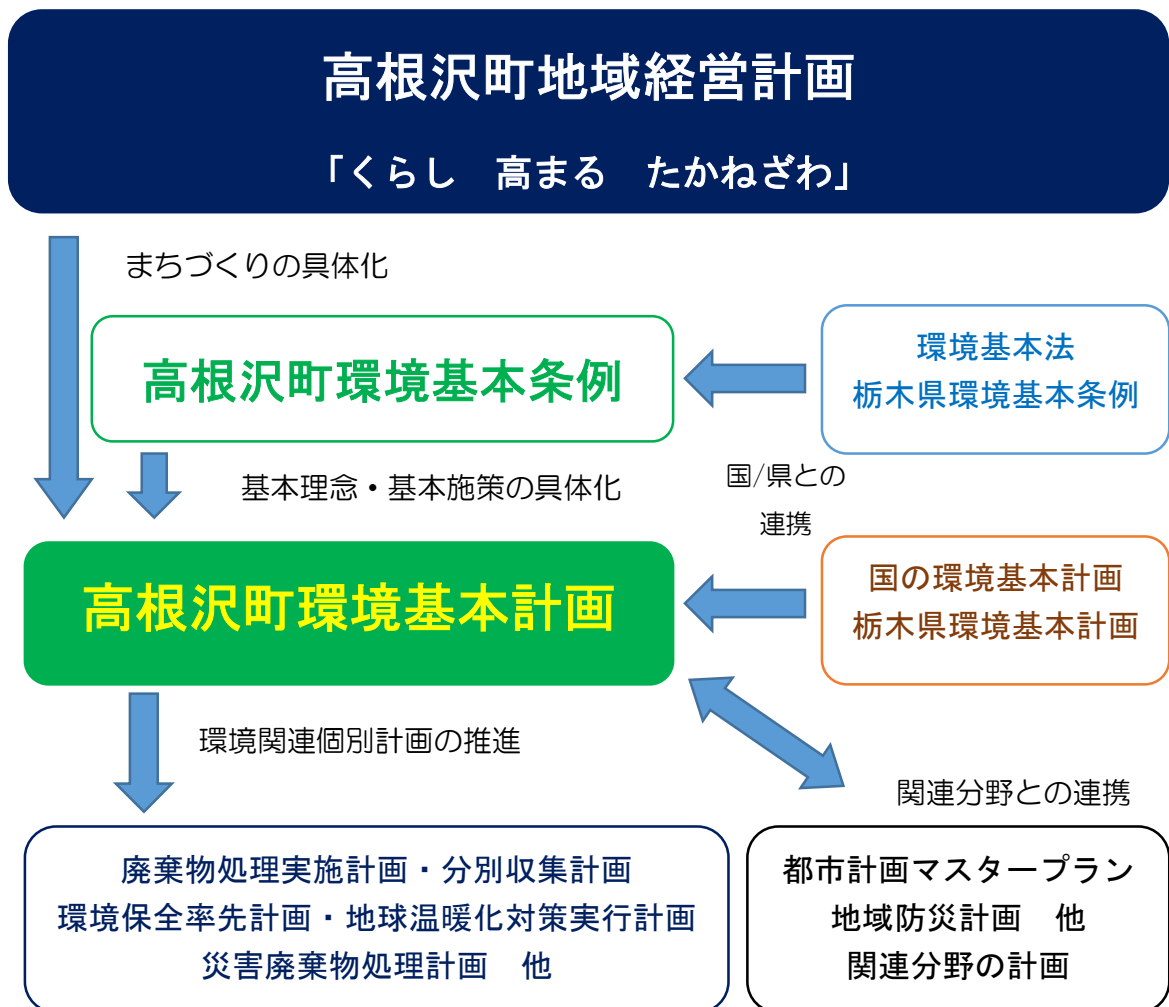 高根沢町地域経営計画
「くらし　高まる　たかねざわ」
まちづくりの具体化
高根沢町環境基本条例
環境基本法
栃木県環境基本条例
基本理念・基本施策の具体化
国/県との
連携
高根沢町環境基本計画
国の環境基本計画
栃木県環境基本計画
環境関連個別計画の推進
関連分野との連携
廃棄物処理実施計画・分別収集計画
環境保全率先計画・地球温暖化対策実行計画
災害廃棄物処理計画　他
都市計画マスタープラン
地域防災計画　他
関連分野の計画